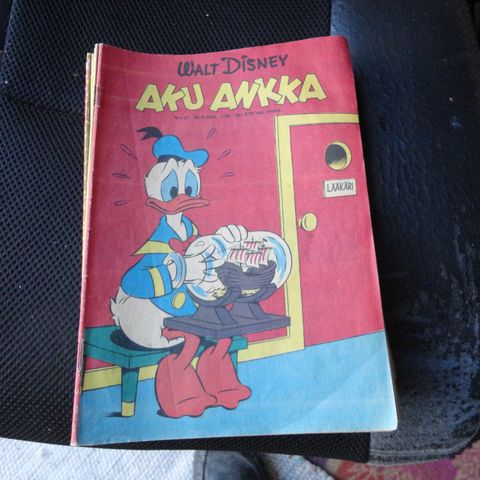 WALT DISNEY
AKU ANKKA
LÄÄKÄRI